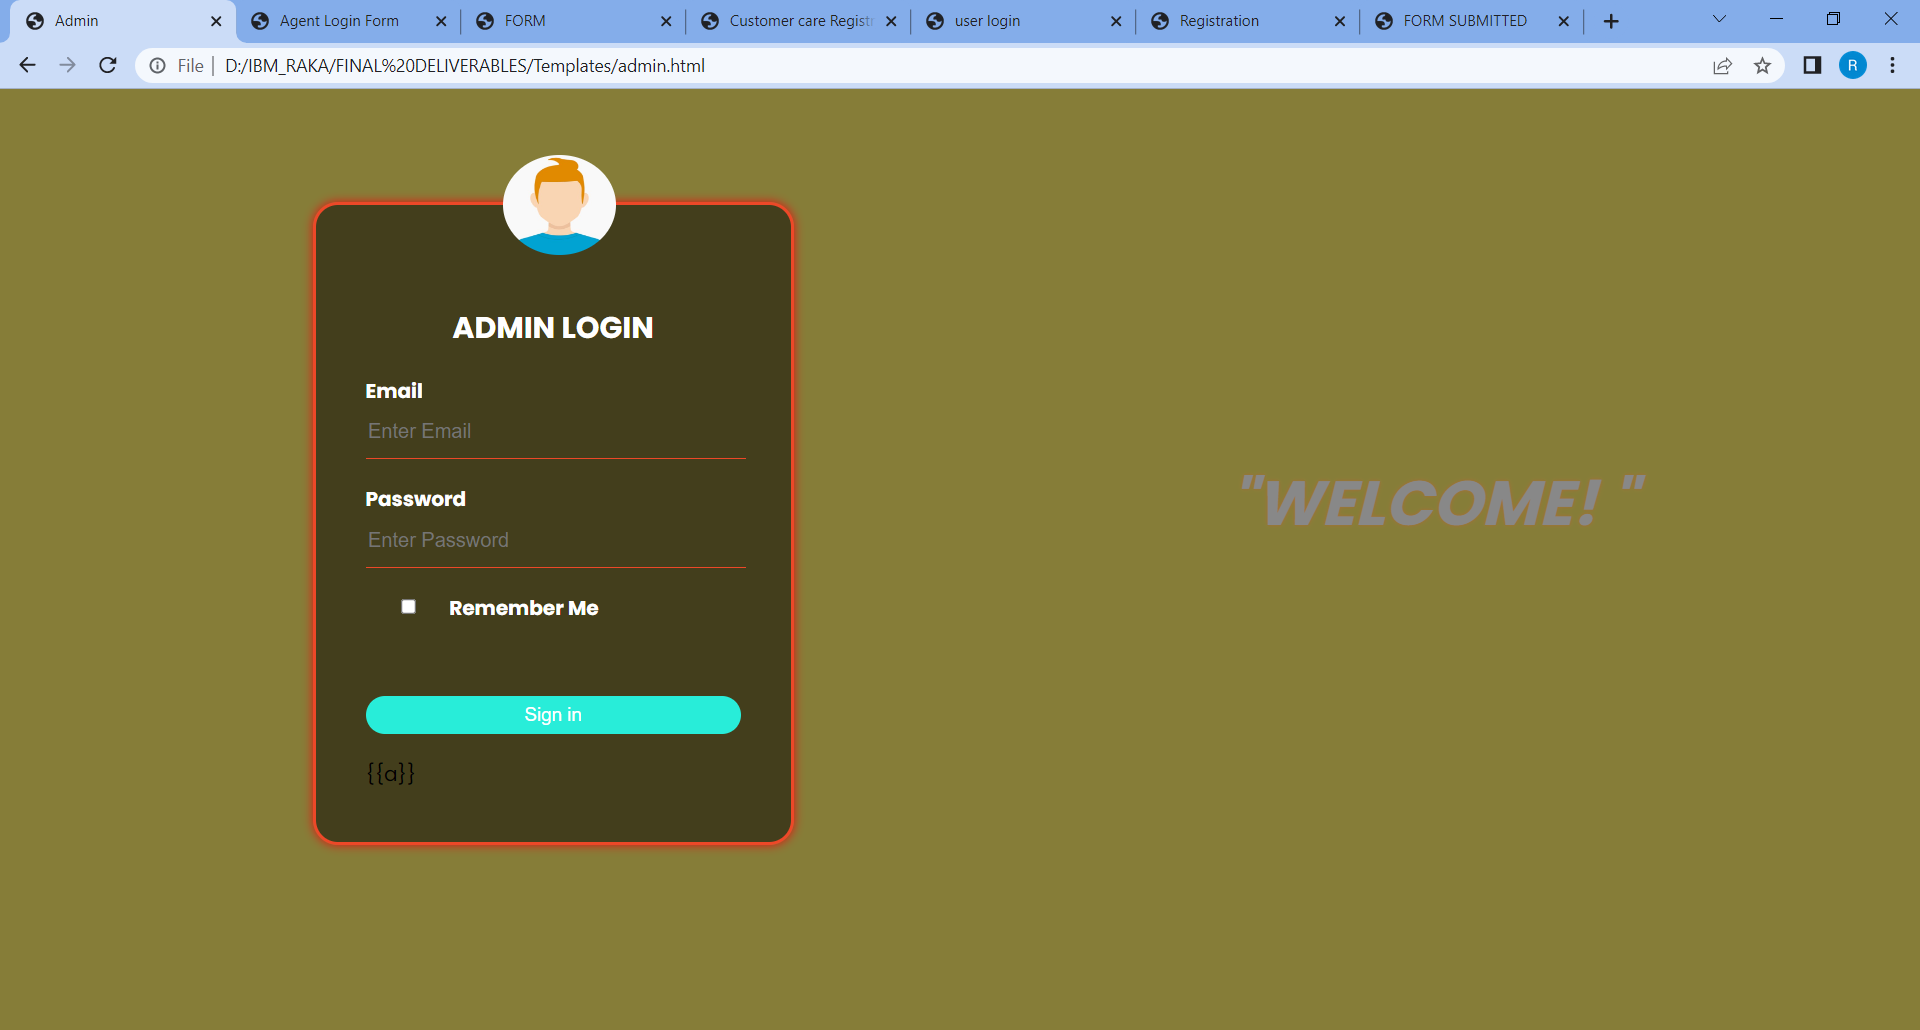 Admin
Agent Login Form
FORM
Customer care Regist
user login
Registration
FORM SUBMITTED
File | D:/IBM_RAKA/FINAL%20DELIVERABLES/Templates/admin.html
R
ADMIN LOGIN
Email
Enter Email
Password
Enter Password
Remember Me
Sign in
{{a}}
"WELCOME! "